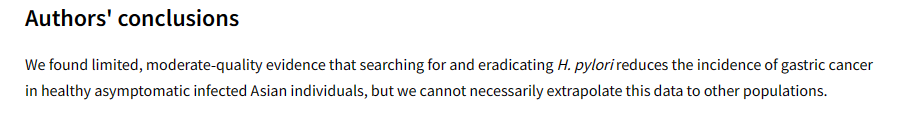 Authors' conclusions
We found limited, moderate-quality evidence that searching for and eradicating H. pylori reduces the incidence of gastric cancer
in healthy asymptomatic infected Asian individuals, but we cannot necessarily extrapolate this data to other populations.